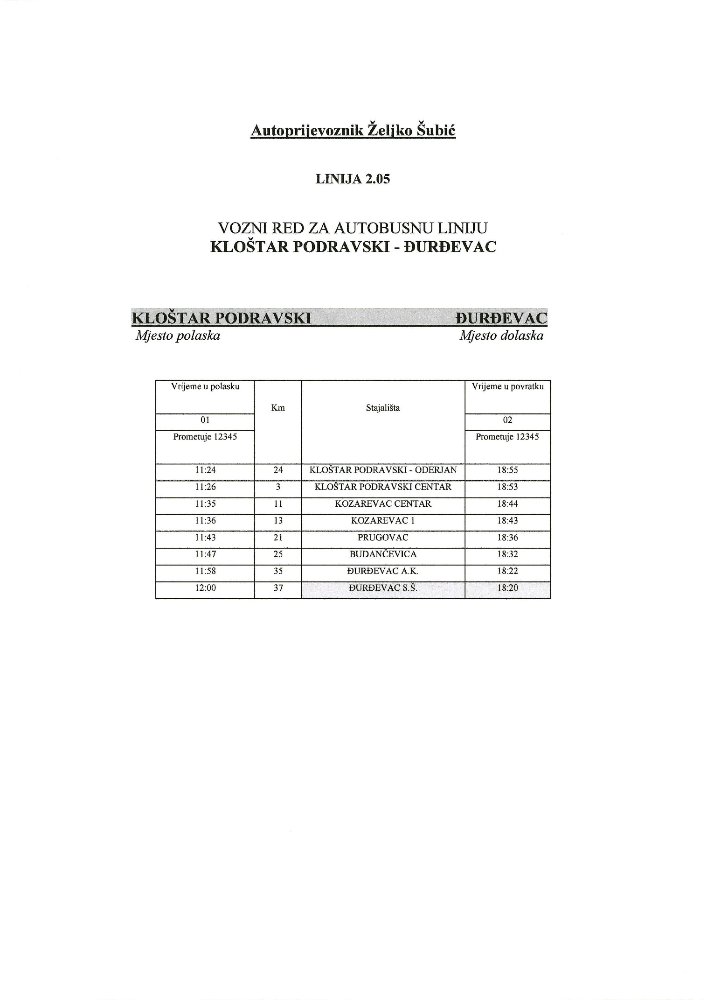 Autoprijevoznik Željko Šubić
LINIJA 2.05
VOZNI RED ZA AUTOBUSNU LINIJU
KLOŠTAR PODRAVSKI - ĐURĐEVAC
KLOŠTAR PODRAVSKI ĐURĐEVAC
Mjesto polaska Mjesto dolaska
Vrijeme u polasku Km Stajališta Vrijeme u povratku
01 02
Prometuje 12345 Prometuje 12345
11:24 24 KLOŠTAR PODRAVSKI - ODERJAN 18:55
11:26 3 KLOŠTAR PODRAVSKI CENTAR 18:53
11:35 11 KOZAREVAC CENTAR 18:44
11:36 13 KOZAREVAC 1 18:43
11:43 21 PRUGOVAC 18:36
11:47 25 BUDANČEVICA 18:32
11:58 35 ĐURĐEVAC A.K. 18:22
12:00 37 ĐURĐEVAC S.Š. 18:20